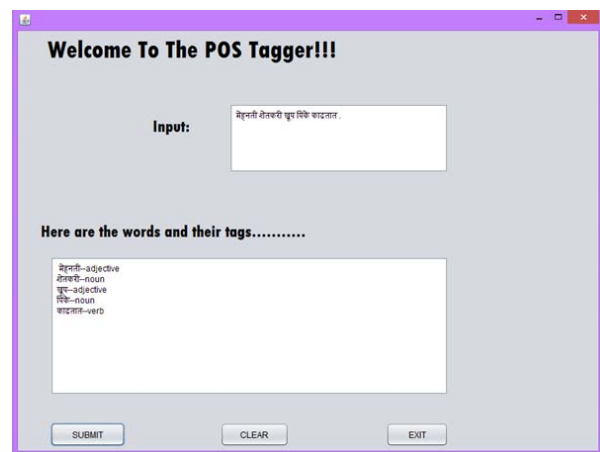 Welcome To The POS Tagger!!!
Input:
मेहनती शेतकरी खुप पिके काढतात .
Here are the words and their tags...........
मेहनती--adjective
शेतकरी--noun
खुप--adjective
पिके--noun
काढतात--verb
SUBMIT
CLEAR
EXIT